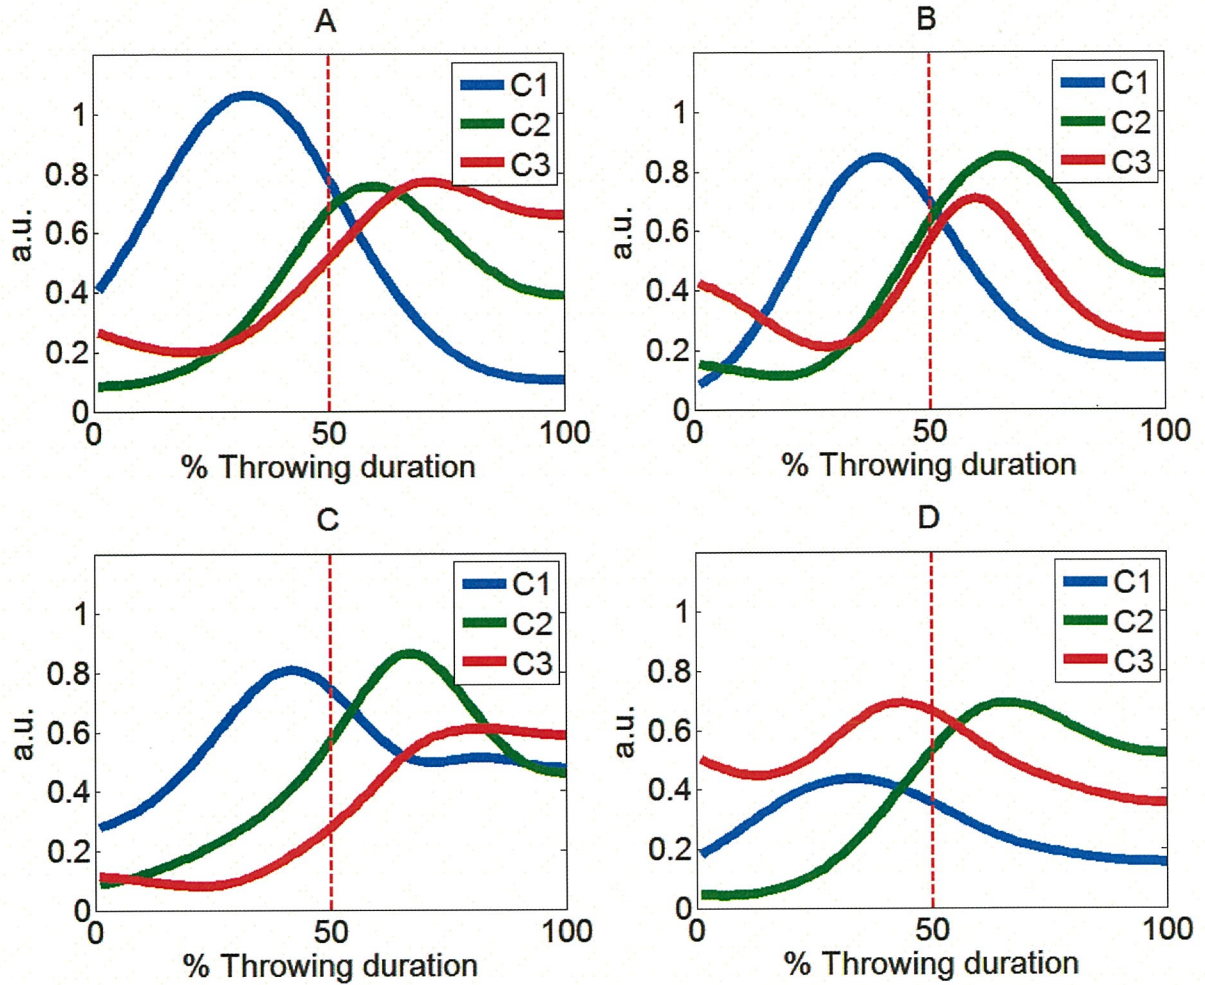 A
C1
C2
C3
1
0.8
0.6
0.4
0.2
0
a.u.
0 50 100
% Throwing duration
B
C1
C2
C3
1
0.8
0.6
0.4
0.2
0
a.u.
0 50 100
% Throwing duration
C
C1
C2
C3
1
0.8
0.6
0.4
0.2
0
a.u.
0 50 100
% Throwing duration
D
C1
C2
C3
1
0.8
0.6
0.4
0.2
0
a.u.
0 50 100
% Throwing duration